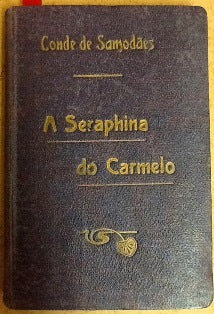 Conde de Samodães
A Seraphina
do Carmelo